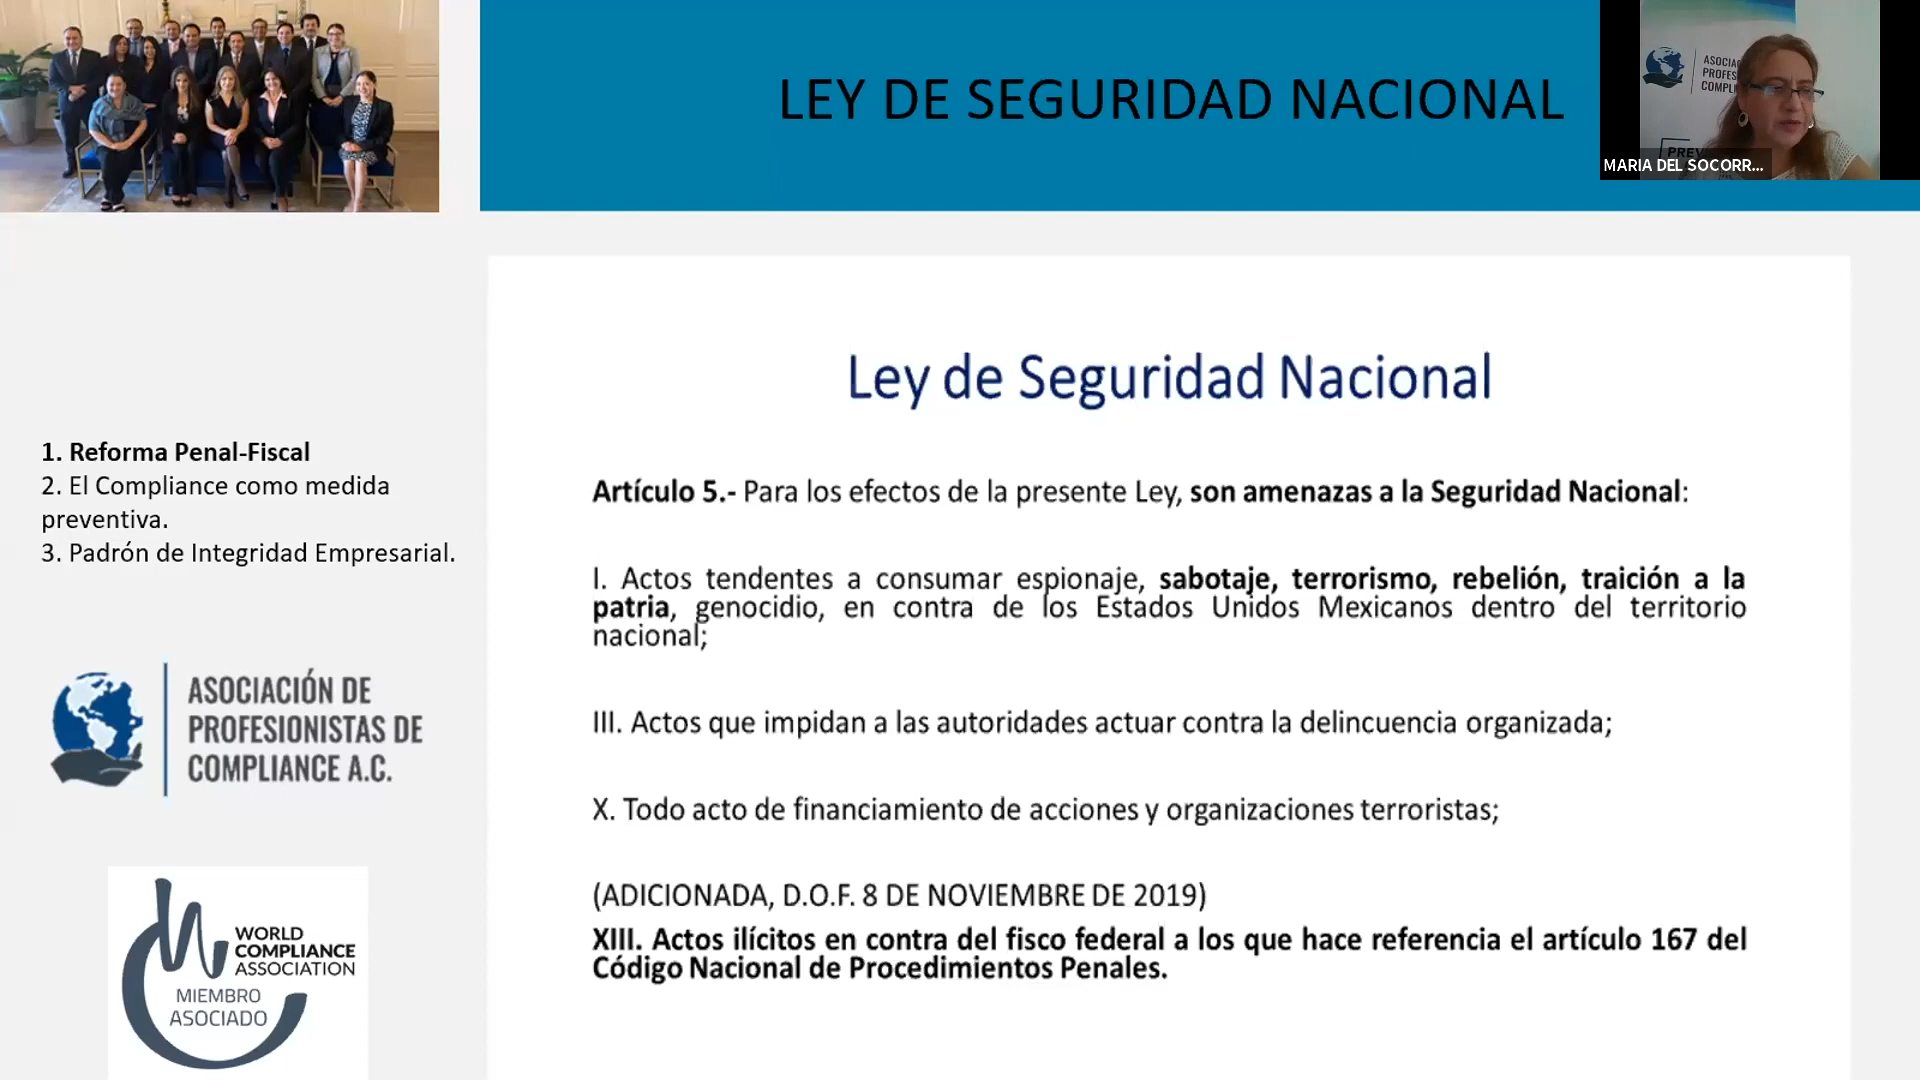 LEY DE SEGURIDAD NACIONAL
MARIA DEL SOCORR...
Ley de Seguridad Nacional
1. Reforma Penal-Fiscal
2. El Compliance como medida
preventiva.
3. Padrón de Integridad Empresarial.
ASOCIACIÓN DE
PROFESIONISTAS DE
COMPLIANCE A.C.
WORLD
COMPLIANCE
ASSOCIATION
MIEMBRO
ASOCIADO
Artículo 5.- Para los efectos de la presente Ley, son amenazas a la Seguridad Nacional:
I. Actos tendentes a consumar espionaje, sabotaje, terrorismo, rebelión, traición a la
patria, genocidio, en contra de los Estados Unidos Mexicanos dentro del territorio
nacional;
III. Actos que impidan a las autoridades actuar contra la delincuencia organizada;
X. Todo acto de financiamiento de acciones y organizaciones terroristas;
(ADICIONADA, D.O.F. 8 DE NOVIEMBRE DE 2019)
XIII. Actos ilícitos en contra del fisco federal a los que hace referencia el artículo 167 del
Código Nacional de Procedimientos Penales.